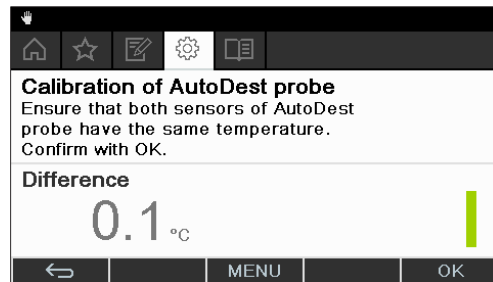 Calibration of AutoDest probe
Ensure that both sensors of AutoDest
probe have the same temperature.
Confirm with OK.
Difference
0.1 °C
MENU OK